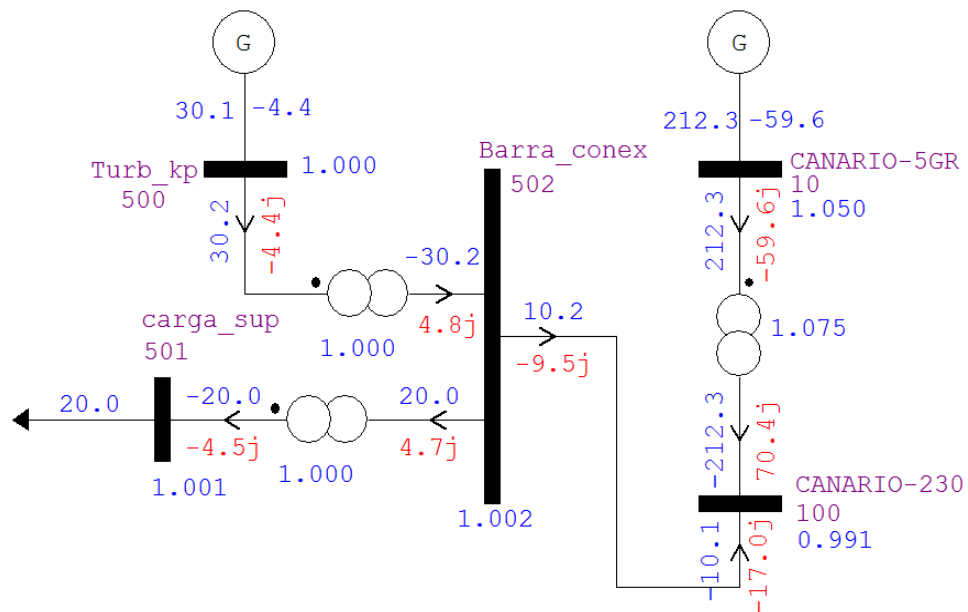 G
G
30.1 -4.4
212.3 -59.6
Turb_kp
500
1.000
Barra_conex
502
CANARIO-5GR
10
1.050
30.2
-4.4j
212.3
-59.6j
-30.2
4.8j
1.000
10.2
-9.5j
1.075
carga_sup
501
20.0
-20.0
-4.5j
20.0
4.7j
1.000
1.001
1.002
-212.3
70.4j
CANARIO-230
100
0.991
-10.1
-17.0j